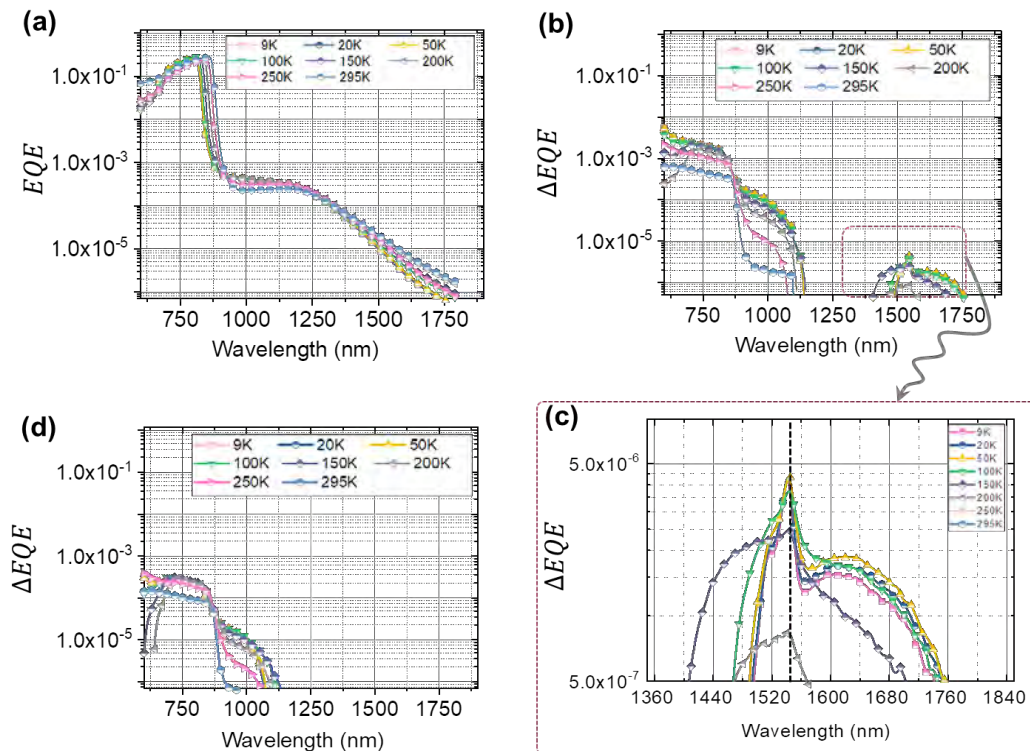 (a)
9K 20K 50K
100K 150K 200K
250K 295K
EQE
1.0x10⁻¹
1.0x10⁻³
1.0x10⁻⁵
750 1000 1250 1500 1750
Wavelength (nm)
(b)
9K 20K 50K
100K 150K 200K
250K 295K
ΔEQE
1.0x10⁻¹
1.0x10⁻³
1.0x10⁻⁵
750 1000 1250 1500 1750
Wavelength (nm)
(d)
9K 20K 50K
100K 150K 200K
250K 295K
ΔEQE
1.0x10⁻¹
1.0x10⁻³
1.0x10⁻⁵
750 1000 1250 1500 1750
Wavelength (nm)
(c)
9K
20K
50K
100K
150K
200K
250K
295K
ΔEQE
5.0x10⁻⁶
5.0x10⁻⁷
1360 1440 1520 1600 1680 1760 1840
Wavelength (nm)